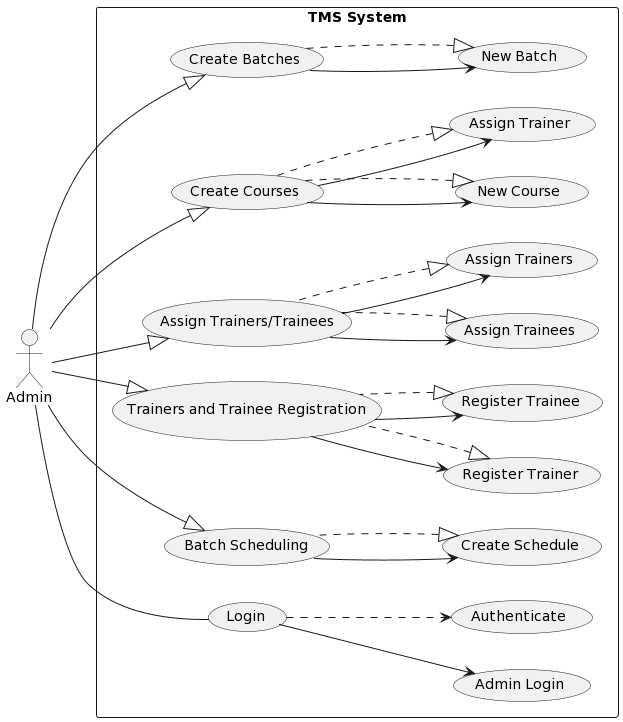 TMS System
Create Batches
New Batch
Assign Trainer
Create Courses
New Course
Assign Trainers
Assign Trainers/Trainees
Assign Trainees
Admin
Trainers and Trainee Registration
Register Trainee
Register Trainer
Batch Scheduling
Create Schedule
Login
Authenticate
Admin Login